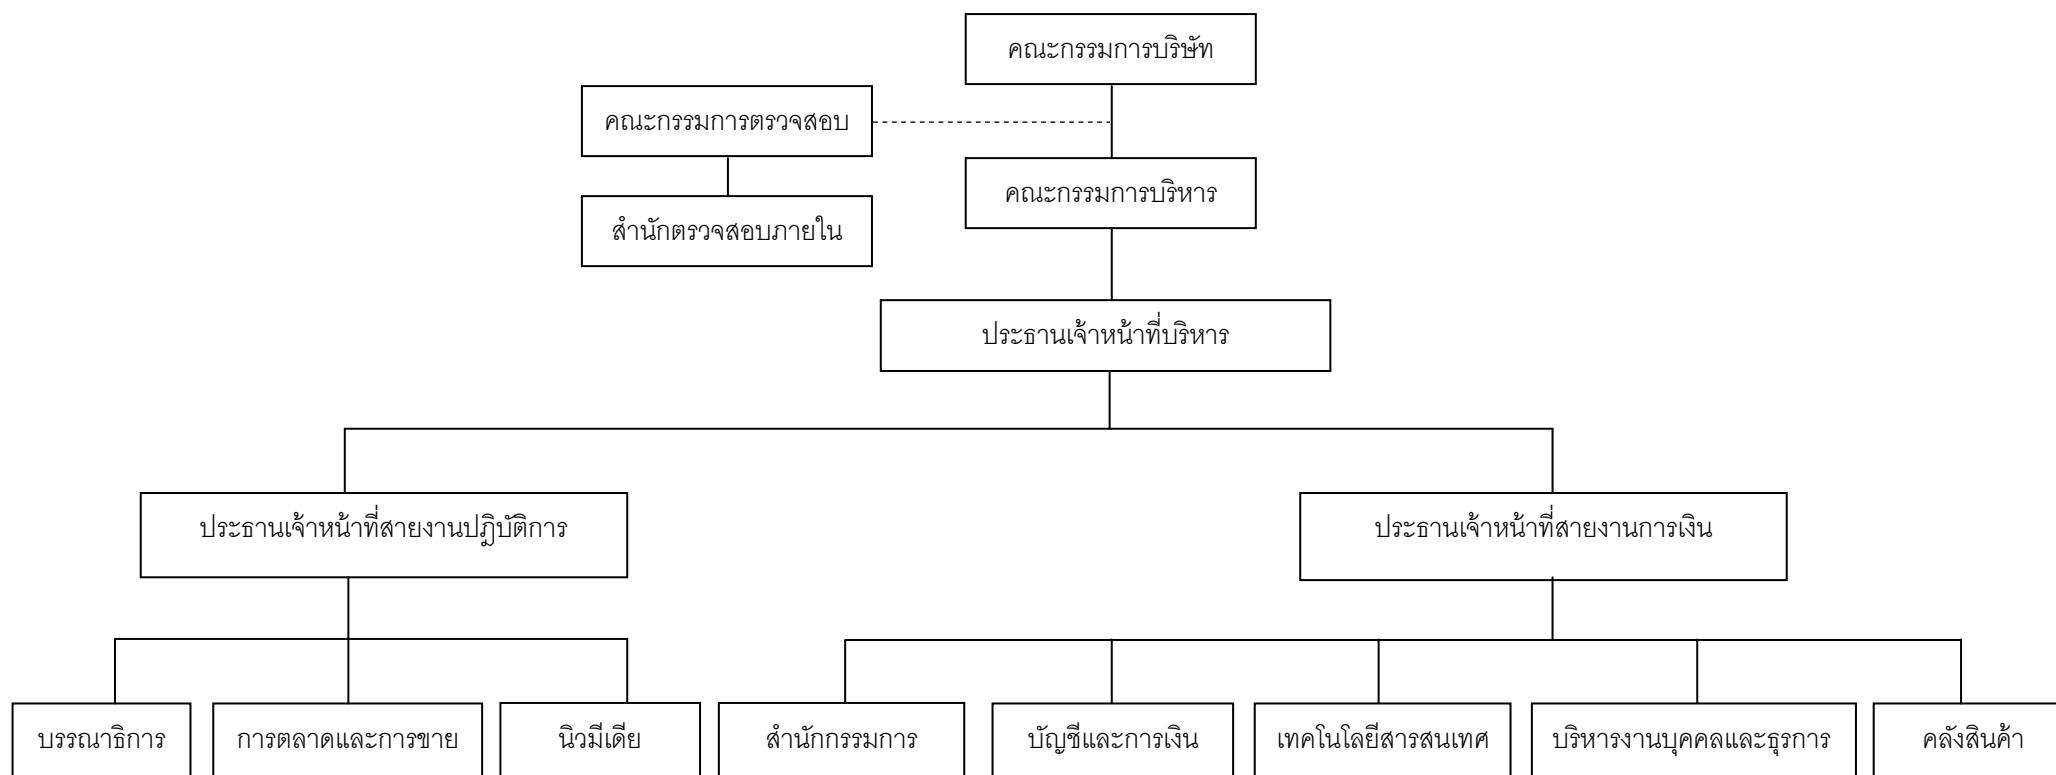 คณะกรรมการบริษัท
คณะกรรมการตรวจสอบ
คณะกรรมการบริหาร
สำนักตรวจสอบภายใน
ประธานเจ้าหน้าที่บริหาร
ประธานเจ้าหน้าที่สายงานปฎิบัติการ
ประธานเจ้าหน้าที่สายงานการเงิน
บรรณาธิการ
การตลาดและการขาย
นิวมีเดีย
สำนักกรรมการ
บัญชีและการเงิน
เทคโนโลยีสารสนเทศ
บริหารงานบุคคลและธุรการ
คลังสินค้า